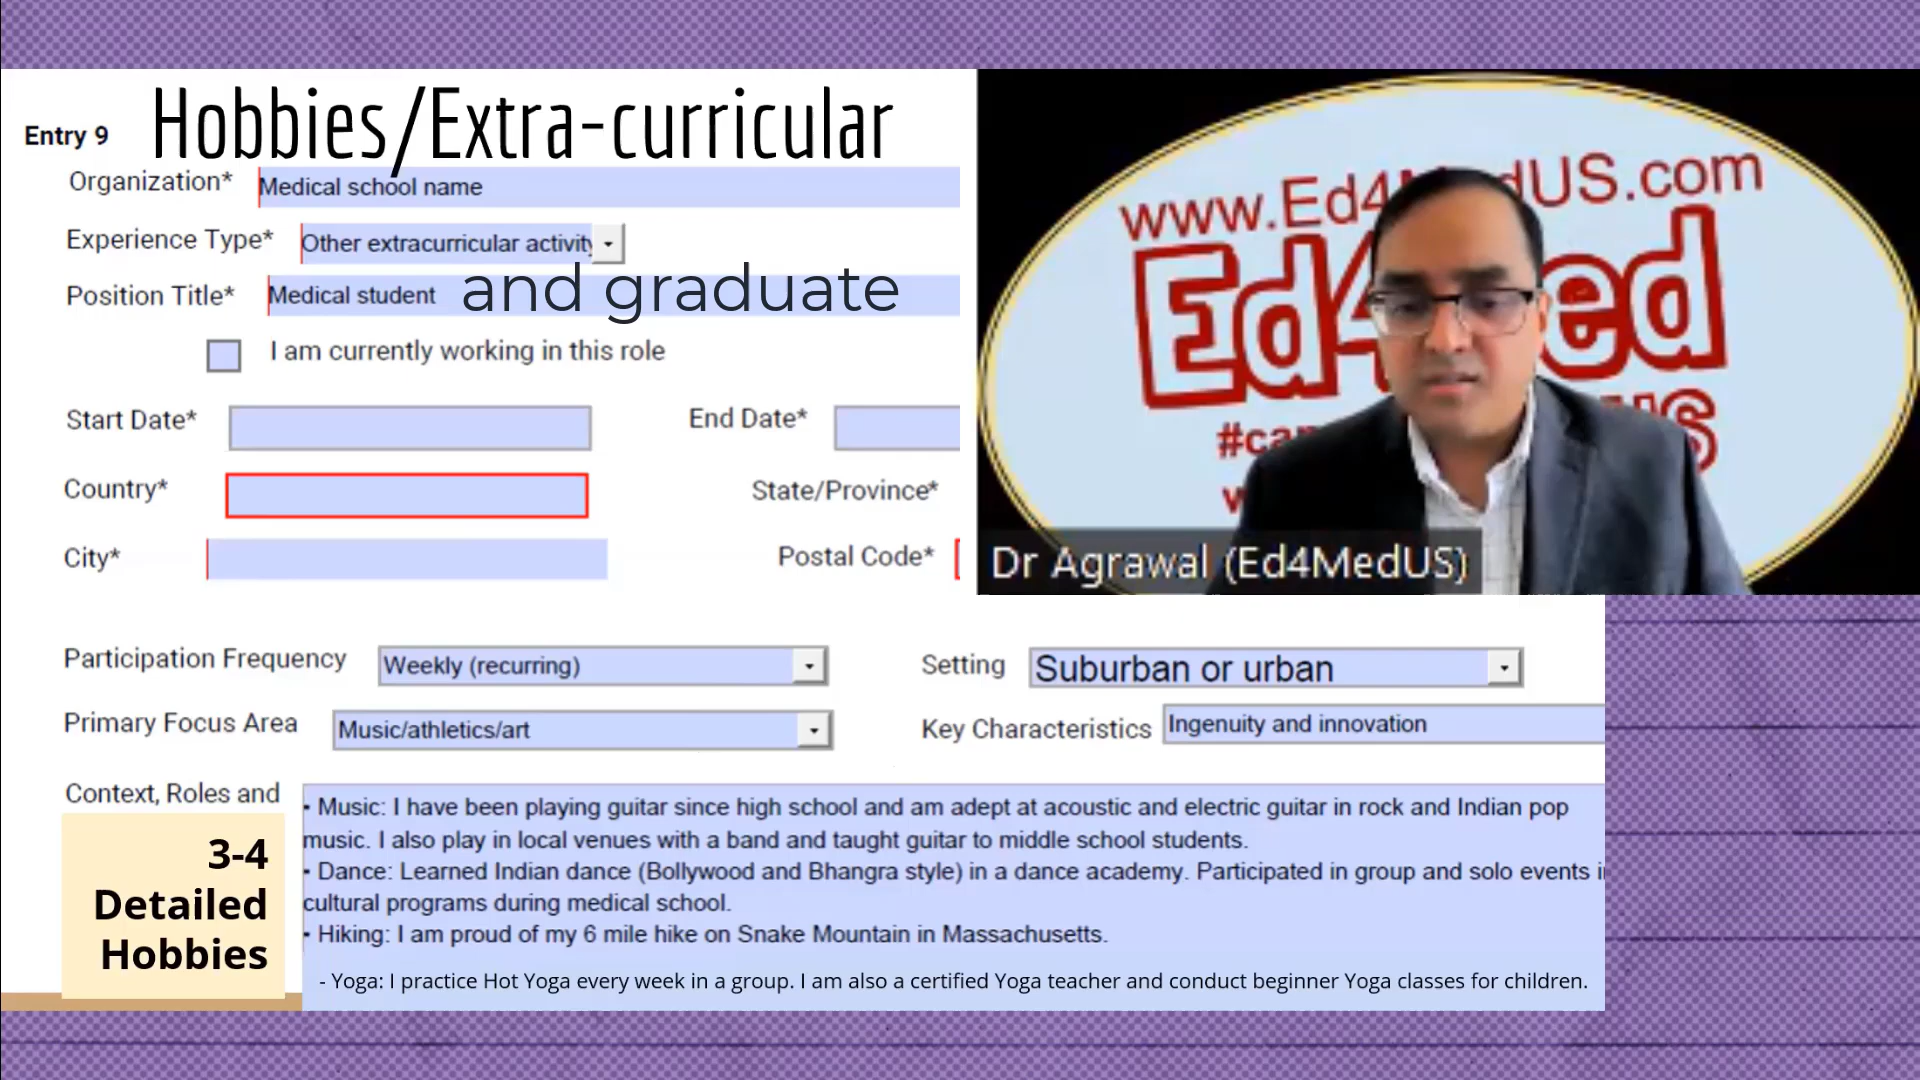 Hobbies/Extra-curricular
Entry 9
Organization* Medical school name
Experience Type* Other extracurricular activity
Position Title* Medical student and graduate
I am currently working in this role
Start Date* End Date*
Country* State/Province*
City* Postal Code*
www.Ed4MedUS.com
Ed4Med
Dr Agrawal (Ed4MedUS)
Participation Frequency Weekly (recurring) Setting Suburban or urban
Primary Focus Area Music/athletics/art Key Characteristics Ingenuity and innovation
Context, Roles and
3-4
Detailed
Hobbies
• Music: I have been playing guitar since high school and am adept at acoustic and electric guitar in rock and Indian pop
music. I also play in local venues with a band and taught guitar to middle school students.
• Dance: Learned Indian dance (Bollywood and Bhangra style) in a dance academy. Participated in group and solo events in
cultural programs during medical school.
• Hiking: I am proud of my 6 mile hike on Snake Mountain in Massachusetts.
- Yoga: I practice Hot Yoga every week in a group. I am also a certified Yoga teacher and conduct beginner Yoga classes for children.